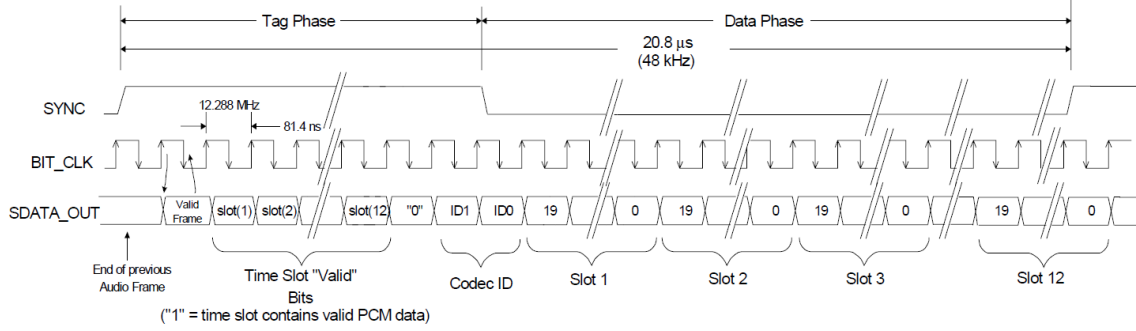 Tag Phase
Data Phase
20.8 μs
(48 kHz)
SYNC
12.288 MHz
81.4 ns
BIT_CLK
SDATA_OUT
Valid
Frame
slot(1) slot(2) slot(12) "0" ID1 ID0 19 0 19 0 19 0 19 0
End of previous
Audio Frame
Time Slot "Valid"
Bits
("1" = time slot contains valid PCM data)
Codec ID
Slot 1
Slot 2
Slot 3
Slot 12